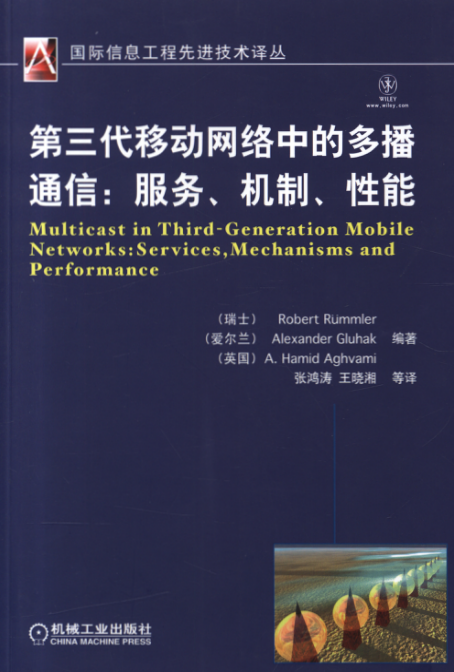 国际信息工程先进技术译丛
WILEY
www.wiley.com
第三代移动网络中的多播
通信：服务、机制、性能
Multicast in Third-Generation Mobile
Networks:Services,Mechanisms and
Performance
（瑞士） Robert Rümmler
（爱尔兰） Alexander Gluhak 编著
（英国）A. Hamid Aghvami
张鸿涛 王晓湘 等译
机械工业出版社
CHINA MACHINE PRESS